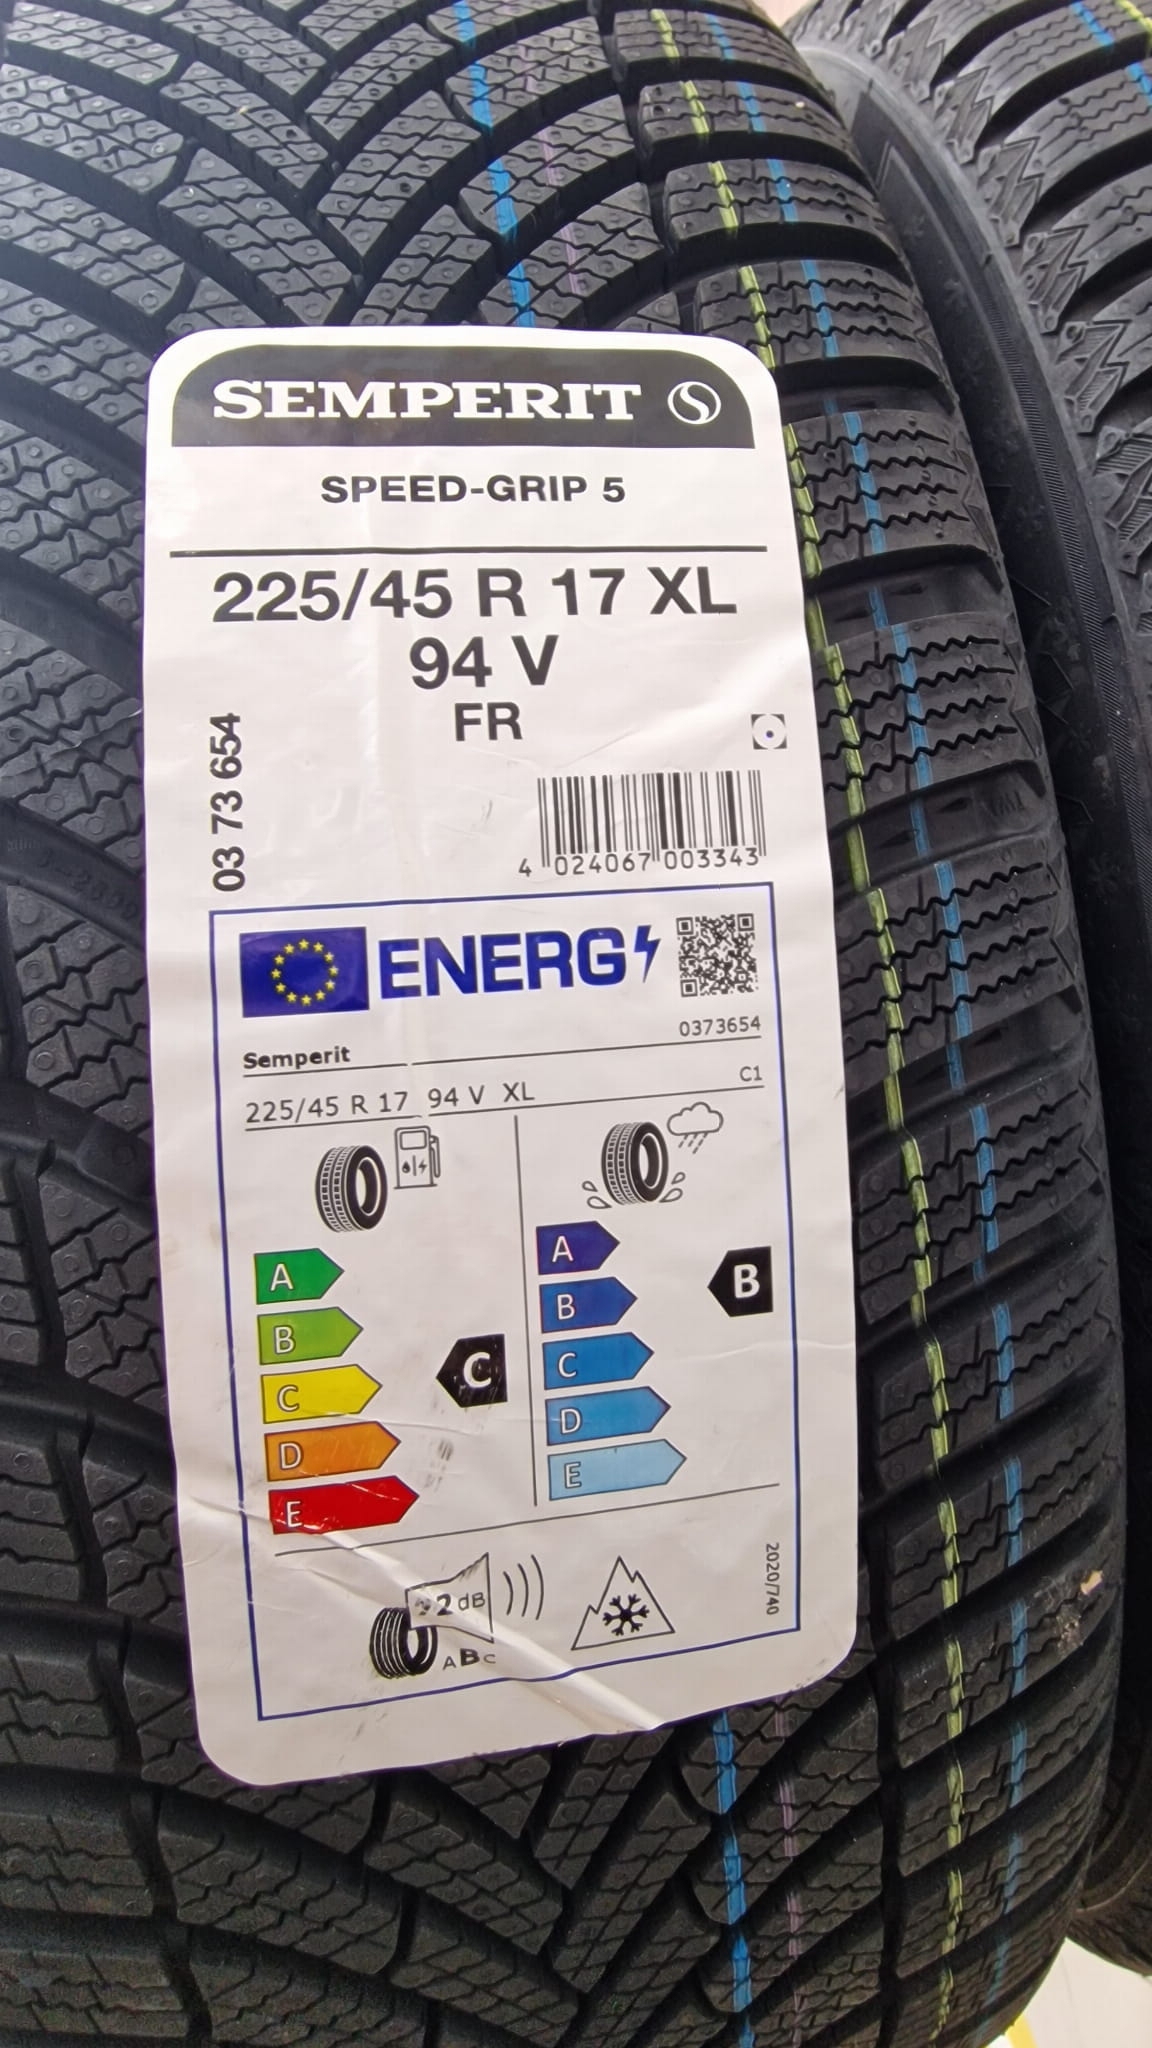 SEMPERIT
SPEED-GRIP 5
225/45 R 17 XL
94 V
FR
03 73 654
4 024067 003343
ENERG
0373654
Semperit
C1
225/45 R 17 94 V XL
A
B
C
D
E
C
A
B
C
D
E
B
dB
ABC
2020/740